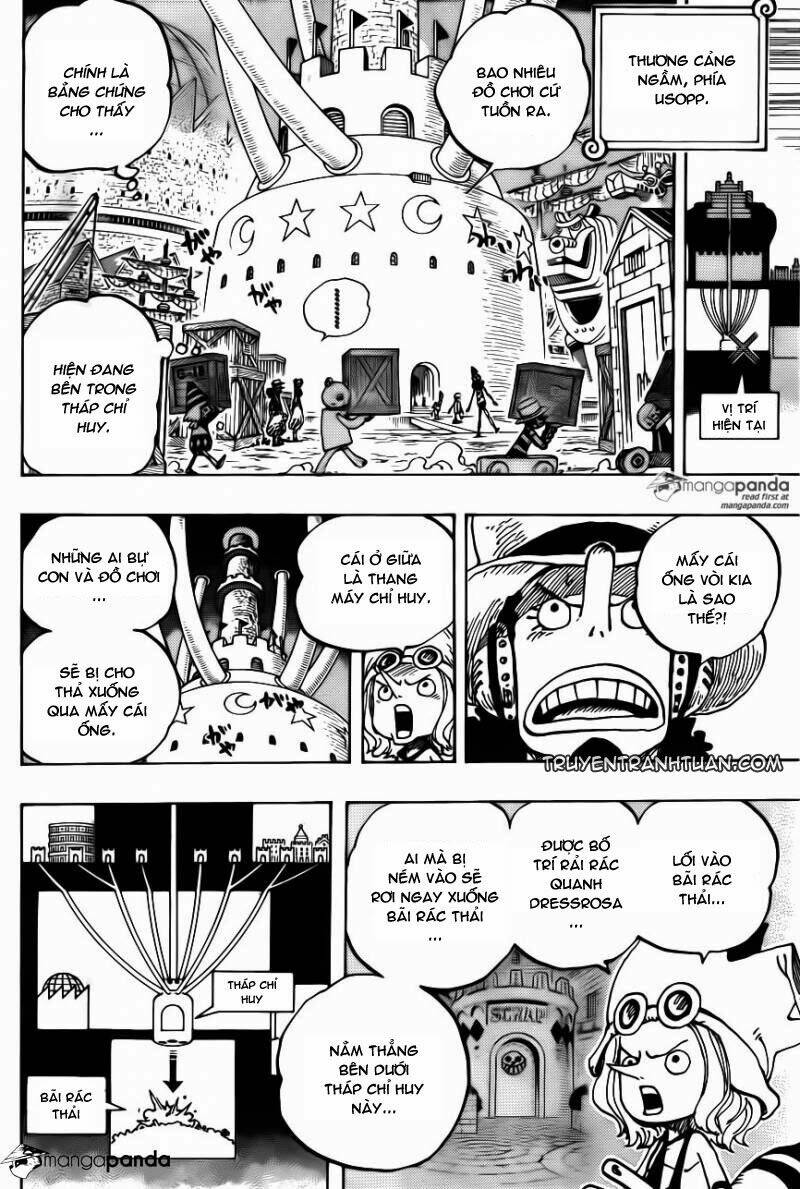 THƯƠNG CẢNG
NGẦM, PHÍA
USOPP.
BAO NHIÊU
ĐỒ CHƠI CỨ
TUỒN RA.
CHÍNH LÀ
BẰNG CHỨNG
CHO THẤY
...
HIỆN ĐANG
BÊN TRONG
THÁP CHỈ
HUY.
VỊ TRÍ
HIỆN TẠI
mangapanda
read first at
mangapanda.com
MẤY CÁI
ỐNG VÒI KIA
LÀ SAO
THẾ?!
CÁI Ở GIỮA
LÀ THANG
MÁY CHỈ HUY.
NHỮNG AI BỰ
CON VÀ ĐỒ CHƠI
...
SẼ BỊ CHO
THẢ XUỐNG
QUA MẤY CÁI
ỐNG.
TRUYENTRANHTUAN.COM
LỐI VÀO
BÃI RÁC
THẢI...
ĐƯỢC BỐ
TRÍ RẢI RÁC
QUANH
DRESSROSA
...
AI MÀ BỊ
NÉM VÀO SẼ
RƠI NGAY XUỐNG
BÃI RÁC THẢI
...
SCRAP
NẰM THẲNG
BÊN DƯỚI
THÁP CHỈ HUY
NÀY...
THÁP CHỈ
HUY
BÃI RÁC
THẢI
mangapanda